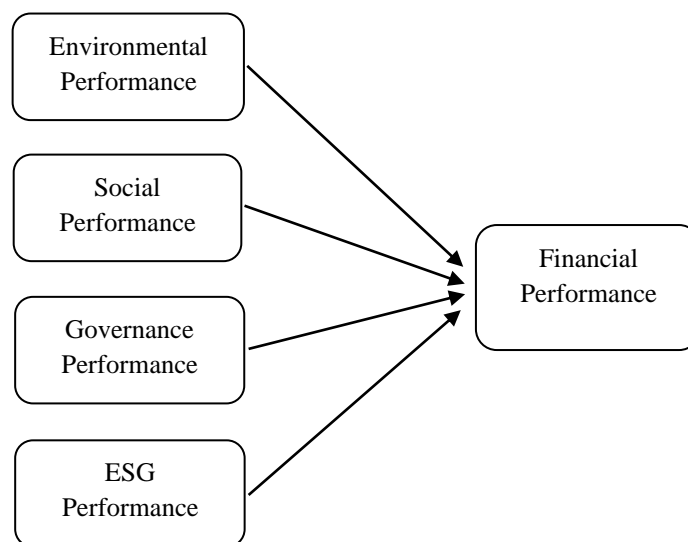 Environmental
Performance
Social
Performance
Financial
Performance
Governance
Performance
ESG
Performance